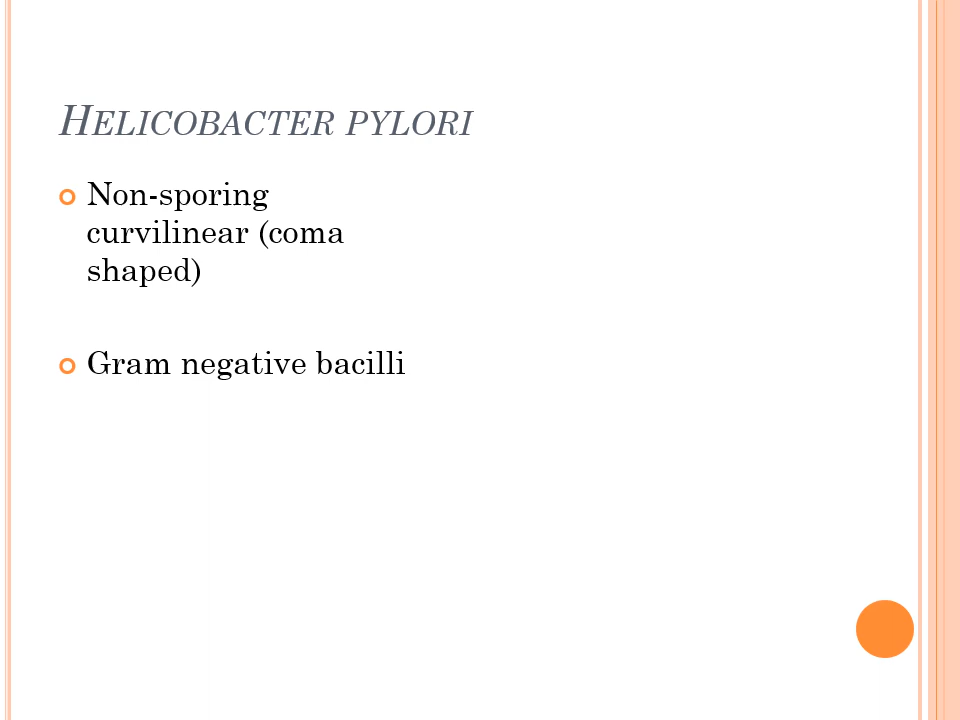 HELICOBACTER PYLORI
Non-sporing
curvilinear (coma
shaped)
Gram negative bacilli